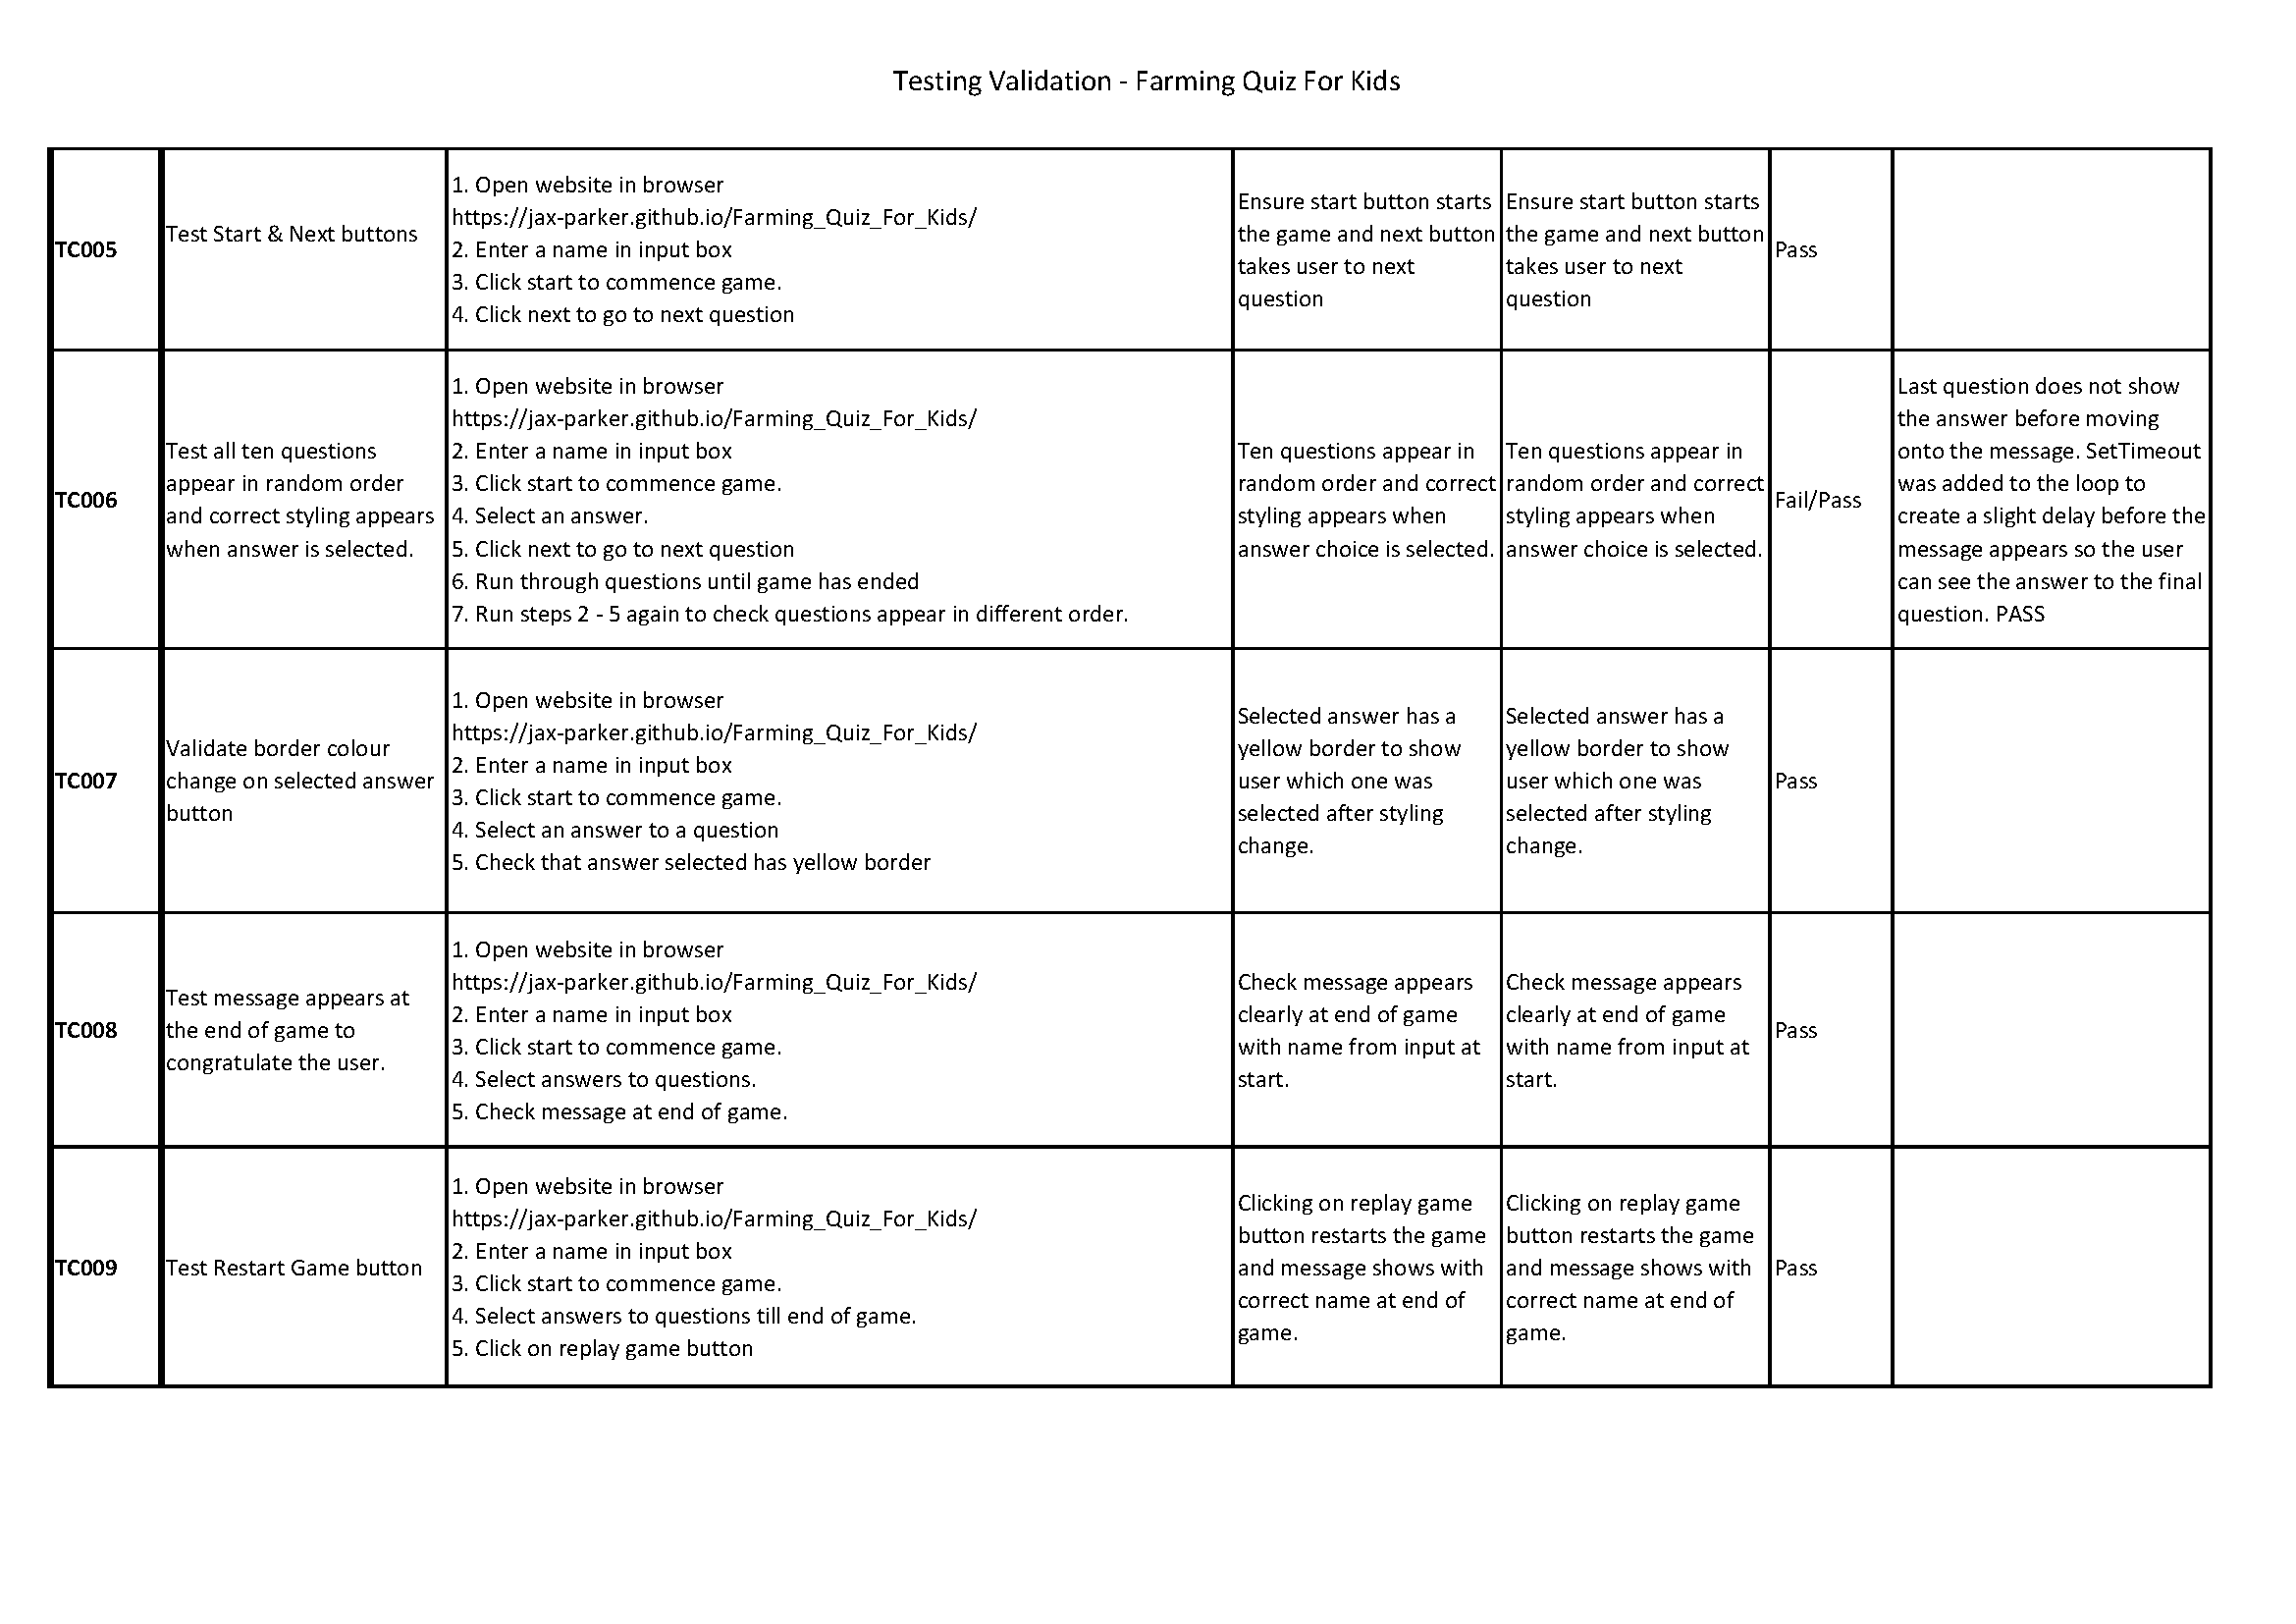 Testing Validation - Farming Quiz For Kids
TC005
Test Start & Next buttons
1. Open website in browser
https://jax-parker.github.io/Farming_Quiz_For_Kids/
2. Enter a name in input box
3. Click start to commence game.
4. Click next to go to next question
Ensure start button starts
the game and next button
takes user to next
question
Ensure start button starts
the game and next button
takes user to next
question
Pass
TC006
Test all ten questions
appear in random order
and correct styling appears
when answer is selected.
1. Open website in browser
https://jax-parker.github.io/Farming_Quiz_For_Kids/
2. Enter a name in input box
3. Click start to commence game.
4. Select an answer.
5. Click next to go to next question
6. Run through questions until game has ended
7. Run steps 2 - 5 again to check questions appear in different order.
Ten questions appear in
random order and correct
styling appears when
answer choice is selected.
Ten questions appear in
random order and correct
styling appears when
answer choice is selected.
Fail/Pass
Last question does not show
the answer before moving
onto the message. SetTimeout
was added to the loop to
create a slight delay before the
message appears so the user
can see the answer to the final
question. PASS
TC007
Validate border colour
change on selected answer
button
1. Open website in browser
https://jax-parker.github.io/Farming_Quiz_For_Kids/
2. Enter a name in input box
3. Click start to commence game.
4. Select an answer to a question
5. Check that answer selected has yellow border
Selected answer has a
yellow border to show
user which one was
selected after styling
change.
Selected answer has a
yellow border to show
user which one was
selected after styling
change.
Pass
TC008
Test message appears at
the end of game to
congratulate the user.
1. Open website in browser
https://jax-parker.github.io/Farming_Quiz_For_Kids/
2. Enter a name in input box
3. Click start to commence game.
4. Select answers to questions.
5. Check message at end of game.
Check message appears
clearly at end of game
with name from input at
start.
Check message appears
clearly at end of game
with name from input at
start.
Pass
TC009
Test Restart Game button
1. Open website in browser
https://jax-parker.github.io/Farming_Quiz_For_Kids/
2. Enter a name in input box
3. Click start to commence game.
4. Select answers to questions till end of game.
5. Click on replay game button
Clicking on replay game
button restarts the game
and message shows with
correct name at end of
game.
Clicking on replay game
button restarts the game
and message shows with
correct name at end of
game.
Pass